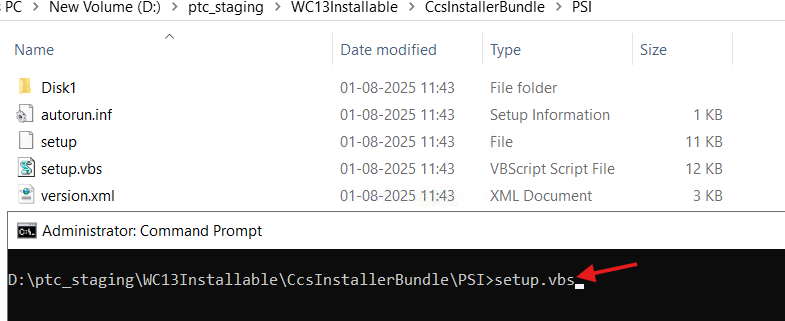 PC > New Volume (D:) > ptc_staging > WC13Installable > CcsInstallerBundle > PSI
Name Date modified Type Size
Disk1 01-08-2025 11:43 File folder
autorun.inf 01-08-2025 11:43 Setup Information 1 KB
setup 01-08-2025 11:43 File 11 KB
setup.vbs 01-08-2025 11:43 VBScript Script File 12 KB
version.xml 01-08-2025 11:43 XML Document 3 KB
Administrator: Command Prompt
D:\ptc_staging\WC13Installable\CcsInstallerBundle\PSI>setup.vbs